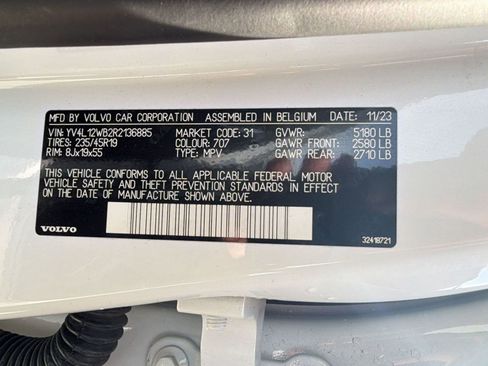 MFD BY VOLVO CAR CORPORATION ASSEMBLED IN BELGIUM DATE: 11/23
VIN: YV4L12WB2R2136885 MARKET CODE: 31 GVWR: 5180 LB
TIRES: 235/45R19 COLOUR: 707 GAWR FRONT: 2580 LB
RIM: 8Jx19x55 TYPE: MPV GAWR REAR: 2710 LB
THIS VEHICLE CONFORMS TO ALL APPLICABLE FEDERAL MOTOR
VEHICLE SAFETY AND THEFT PREVENTION STANDARDS IN EFFECT
ON THE DATE OF MANUFACTURE SHOWN ABOVE.
VOLVO 32418721